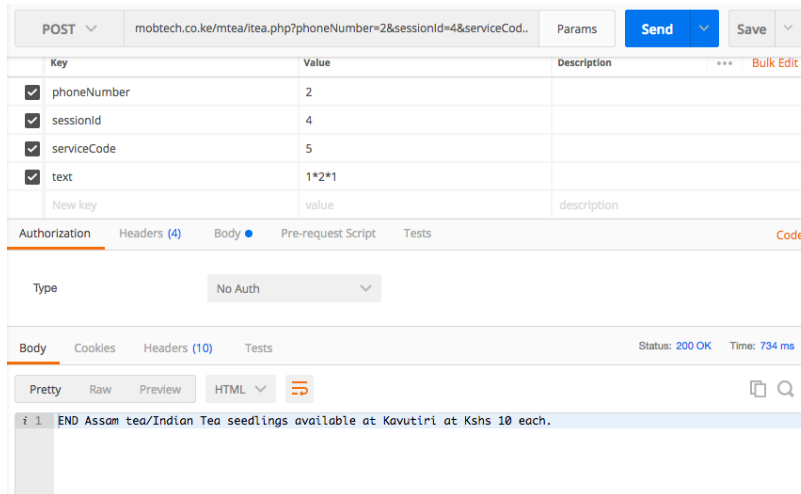 POST mobtech.co.ke/mtea/itea.php?phoneNumber=2&sessionId=4&serviceCod.. Params Send Save
Key Value Description ••• Bulk Edit
phoneNumber 2
sessionId 4
serviceCode 5
text 1*2*1
New key value description
Authorization Headers (4) Body Pre-request Script Tests Code
Type No Auth
Body Cookies Headers (10) Tests Status: 200 OK Time: 734 ms
Pretty Raw Preview HTML
i 1 END Assam tea/Indian Tea seedlings available at Kavutiri at Kshs 10 each.